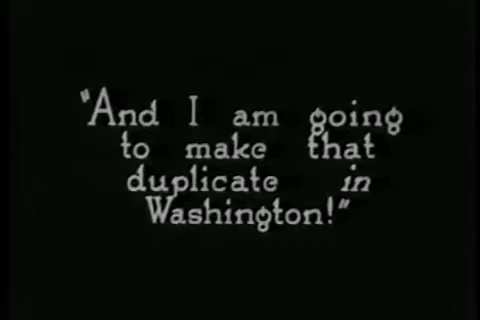 "And I am going
to make that
duplicate in
Washington!"